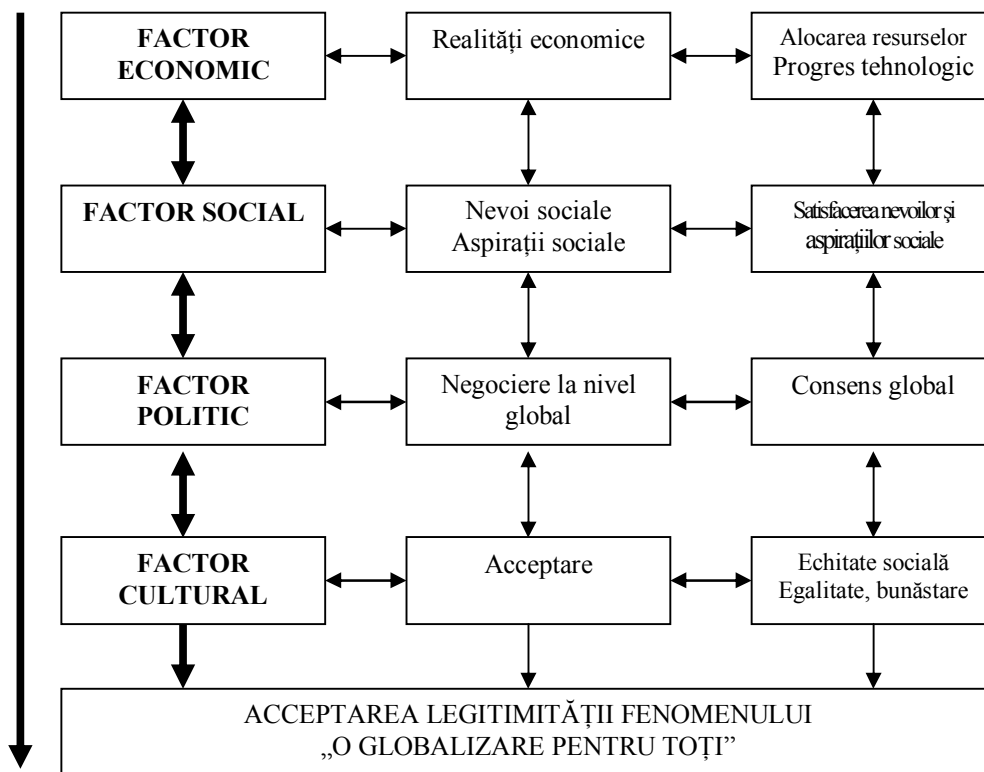 FACTOR
ECONOMIC
Realități economice
Alocarea resurselor
Progres tehnologic
FACTOR SOCIAL
Nevoi sociale
Aspirații sociale
Satisfacerea nevoilor şi
aspirațiilor sociale
FACTOR
POLITIC
Negociere la nivel
global
Consens global
FACTOR
CULTURAL
Acceptare
Echitate socială
Egalitate, bunăstare
ACCEPTAREA LEGITIMITĂȚII FENOMENULUI
„O GLOBALIZARE PENTRU TOȚI”